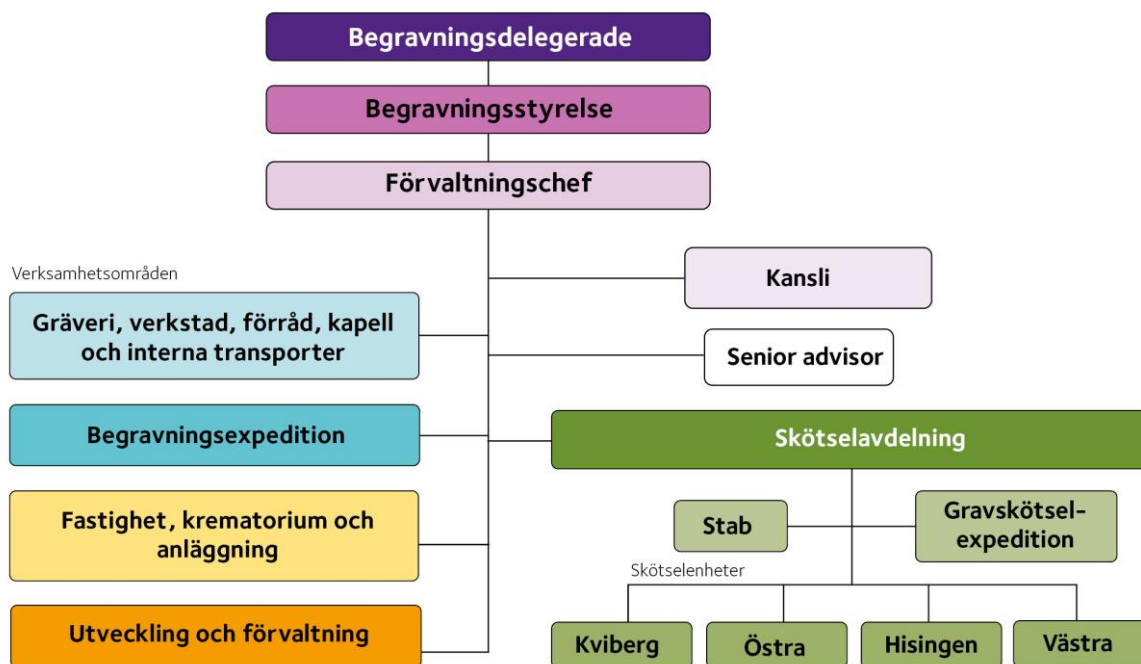 Begravningsdelegerade
Begravningsstyrelse
Förvaltningschef
Verksamhetsområden
Gräveri, verkstad, förråd, kapell
och interna transporter
Begravningsexpedition
Fastighet, krematorium och
anläggning
Utveckling och förvaltning
Kansli
Senior advisor
Skötselavdelning
Stab
Gravskötsel-
expedition
Skötselenheter
Kviberg
Östra
Hisingen
Västra